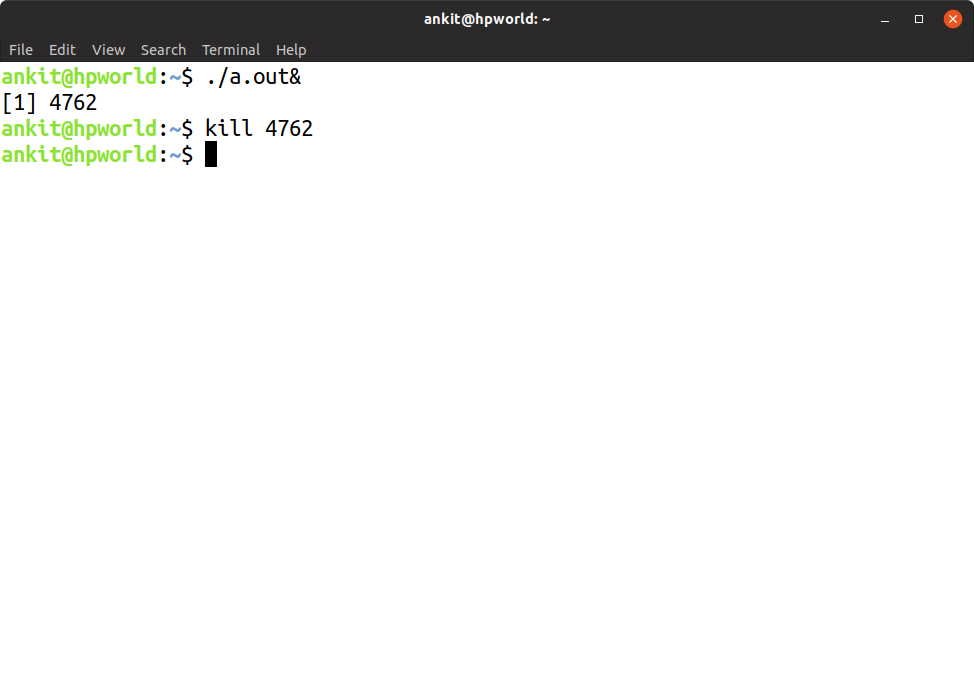 ankit@hpworld: ~
File Edit View Search Terminal Help
ankit@hpworld:~$ ./a.out&
[1] 4762
ankit@hpworld:~$ kill 4762
ankit@hpworld:~$